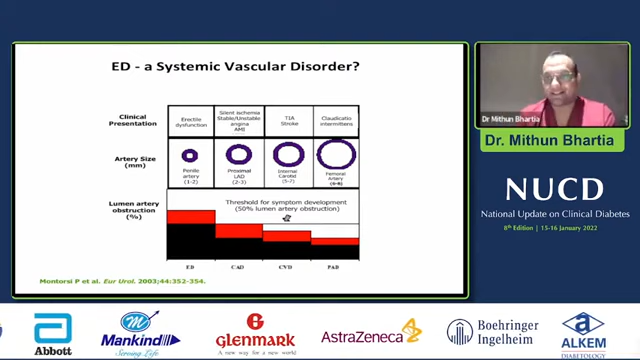 ED - a Systemic Vascular Disorder?
Clinical
Presentation
Erectile
dysfunction
Silent ischemia
Stable/Unstable
angina
AMI
TIA
Stroke
Claudicatio
intermitens
Artery Size
(mm)
Penile
artery
(1-2)
Proximal
LAD
(2-3)
Internal
Carotid
(5-7)
Femoral
Artery
(6-8)
Lumen artery
obstruction
(%)
Threshold for symptom development
(50% lumen artery obstruction)
ED
CAD
CVD
PAD
Montorsi P et al. Eur Urol. 2003;44:352-354.
Dr Mithun Bhartia
Dr. Mithun Bhartia
NUCD
National Update on Clinical Diabetes
8th Edition | 15-16 January 2022
Abbott
Mankind
Serving Life
GLENMARK
A new way for a new world
AstraZeneca
Boehringer
Ingelheim
ALKEM
DIABETOLOGY